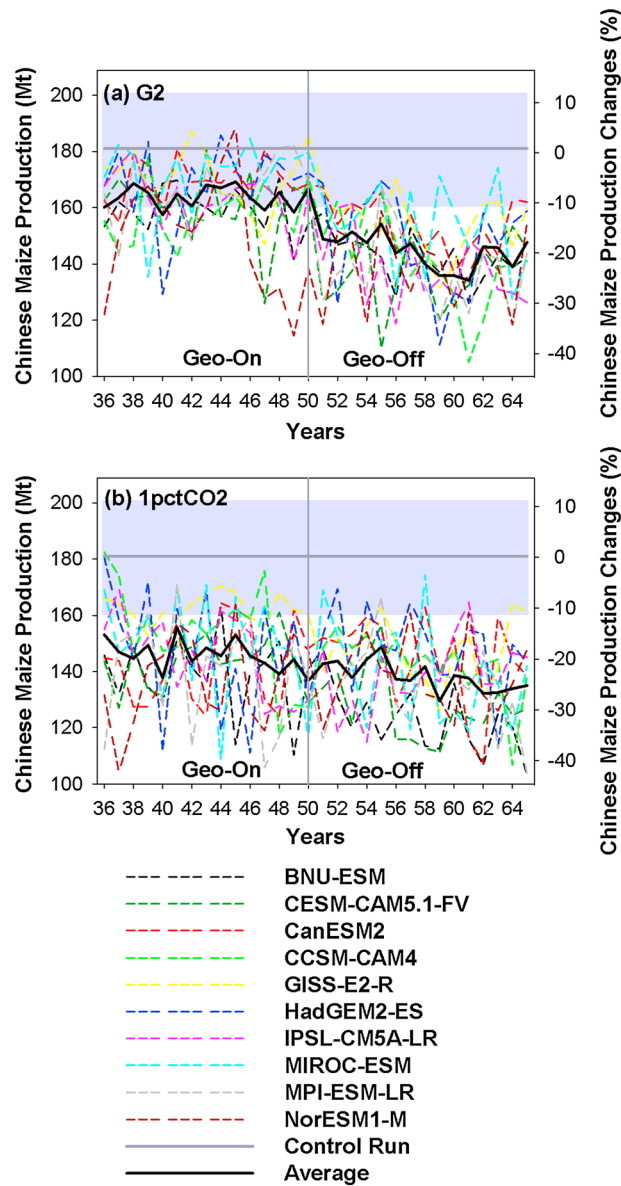 (a) G2
Chinese Maize Production (Mt)
200
180
160
140
120
100
Chinese Maize Production Changes (%)
10
0
-10
-20
-30
-40
Geo-On
Geo-Off
36 38 40 42 44 46 48 50 52 54 56 58 60 62 64
Years
(b) 1pctCO2
Chinese Maize Production (Mt)
200
180
160
140
120
100
Chinese Maize Production Changes (%)
10
0
-10
-20
-30
-40
Geo-On
Geo-Off
36 38 40 42 44 46 48 50 52 54 56 58 60 62 64
Years
BNU-ESM
CESM-CAM5.1-FV
CanESM2
CCSM-CAM4
GISS-E2-R
HadGEM2-ES
IPSL-CM5A-LR
MIROC-ESM
MPI-ESM-LR
NorESM1-M
Control Run
Average